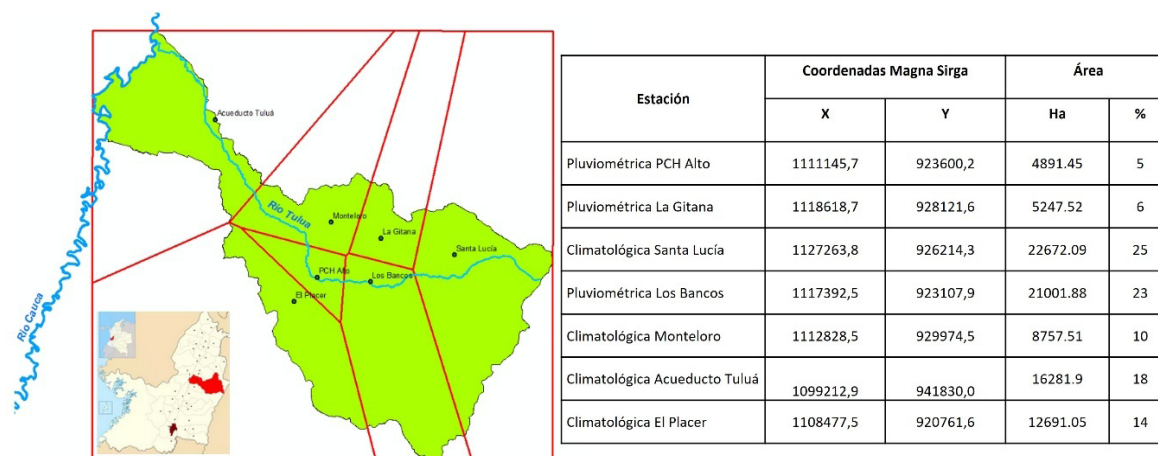 Acueducto Tuluá
Río Tulua
Monteloro
La Gitana
Santa Lucía
PCH Alto
Los Bancos
El Placer
Río Cauca
Estación Coordenadas Magna Sirga Área
X Y Ha %
Pluviométrica PCH Alto 1111145,7 923600,2 4891.45 5
Pluviométrica La Gitana 1118618,7 928121,6 5247.52 6
Climatológica Santa Lucía 1127263,8 926214,3 22672.09 25
Pluviométrica Los Bancos 1117392,5 923107,9 21001.88 23
Climatológica Monteloro 1112828,5 929974,5 8757.51 10
Climatológica Acueducto Tuluá 1099212,9 941830,0 16281.9 18
Climatológica El Placer 1108477,5 920761,6 12691.05 14